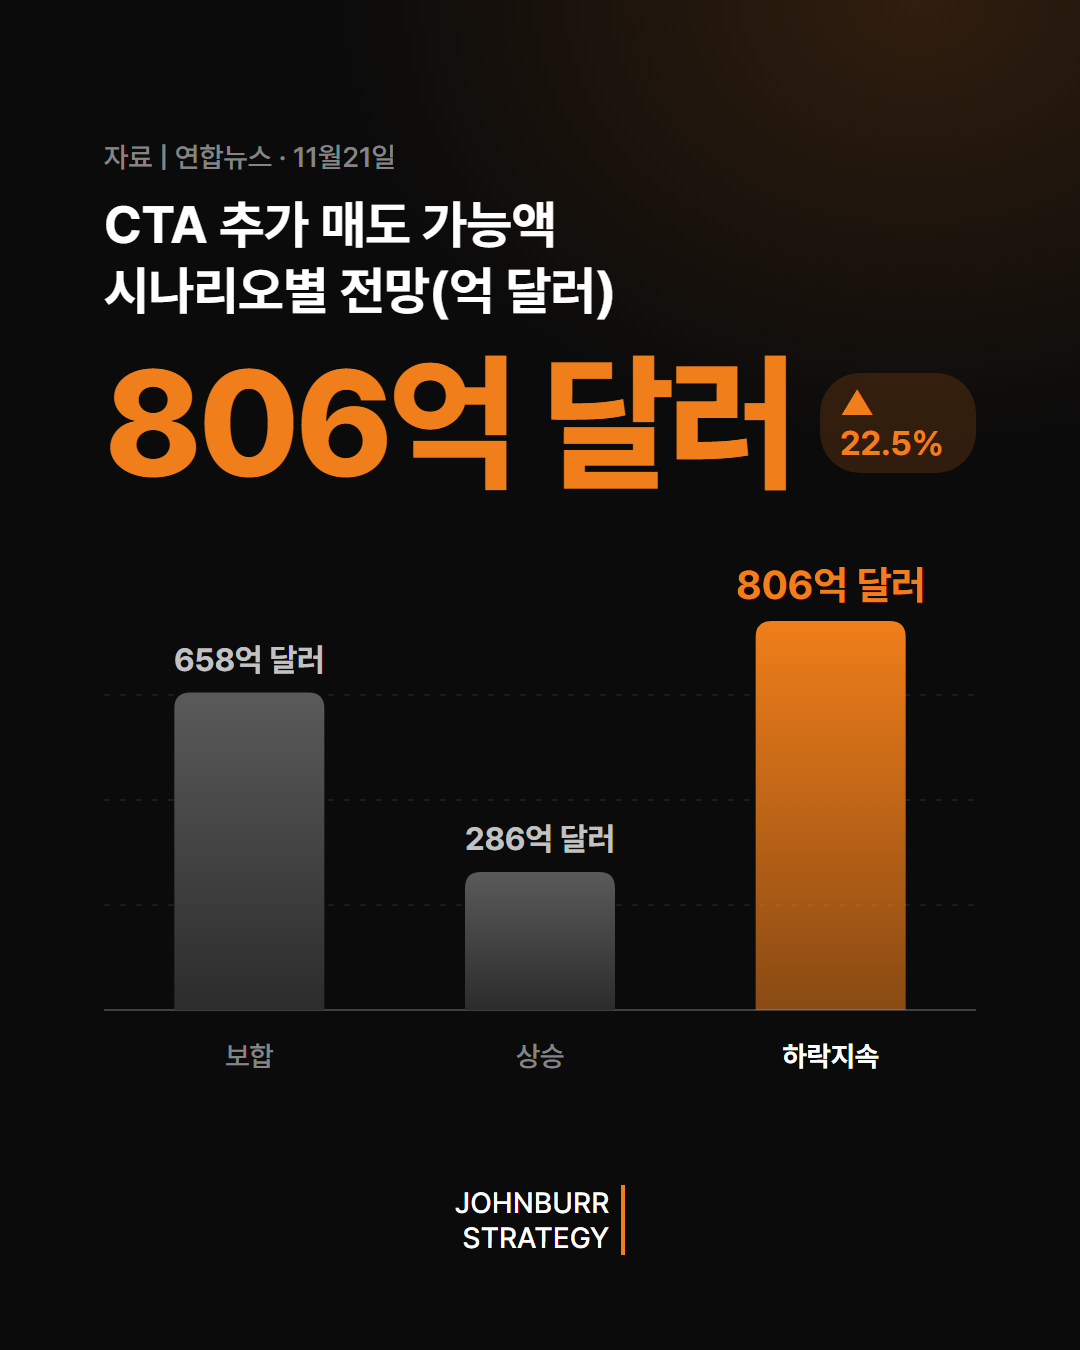 자료 | 연합뉴스 · 11월21일
CTA 추가 매도 가능액
시나리오별 전망(억 달러)
806억 달러
▲
22.5%
806억 달러
658억 달러
286억 달러
보합
상승
하락지속
JOHNBURR
STRATEGY